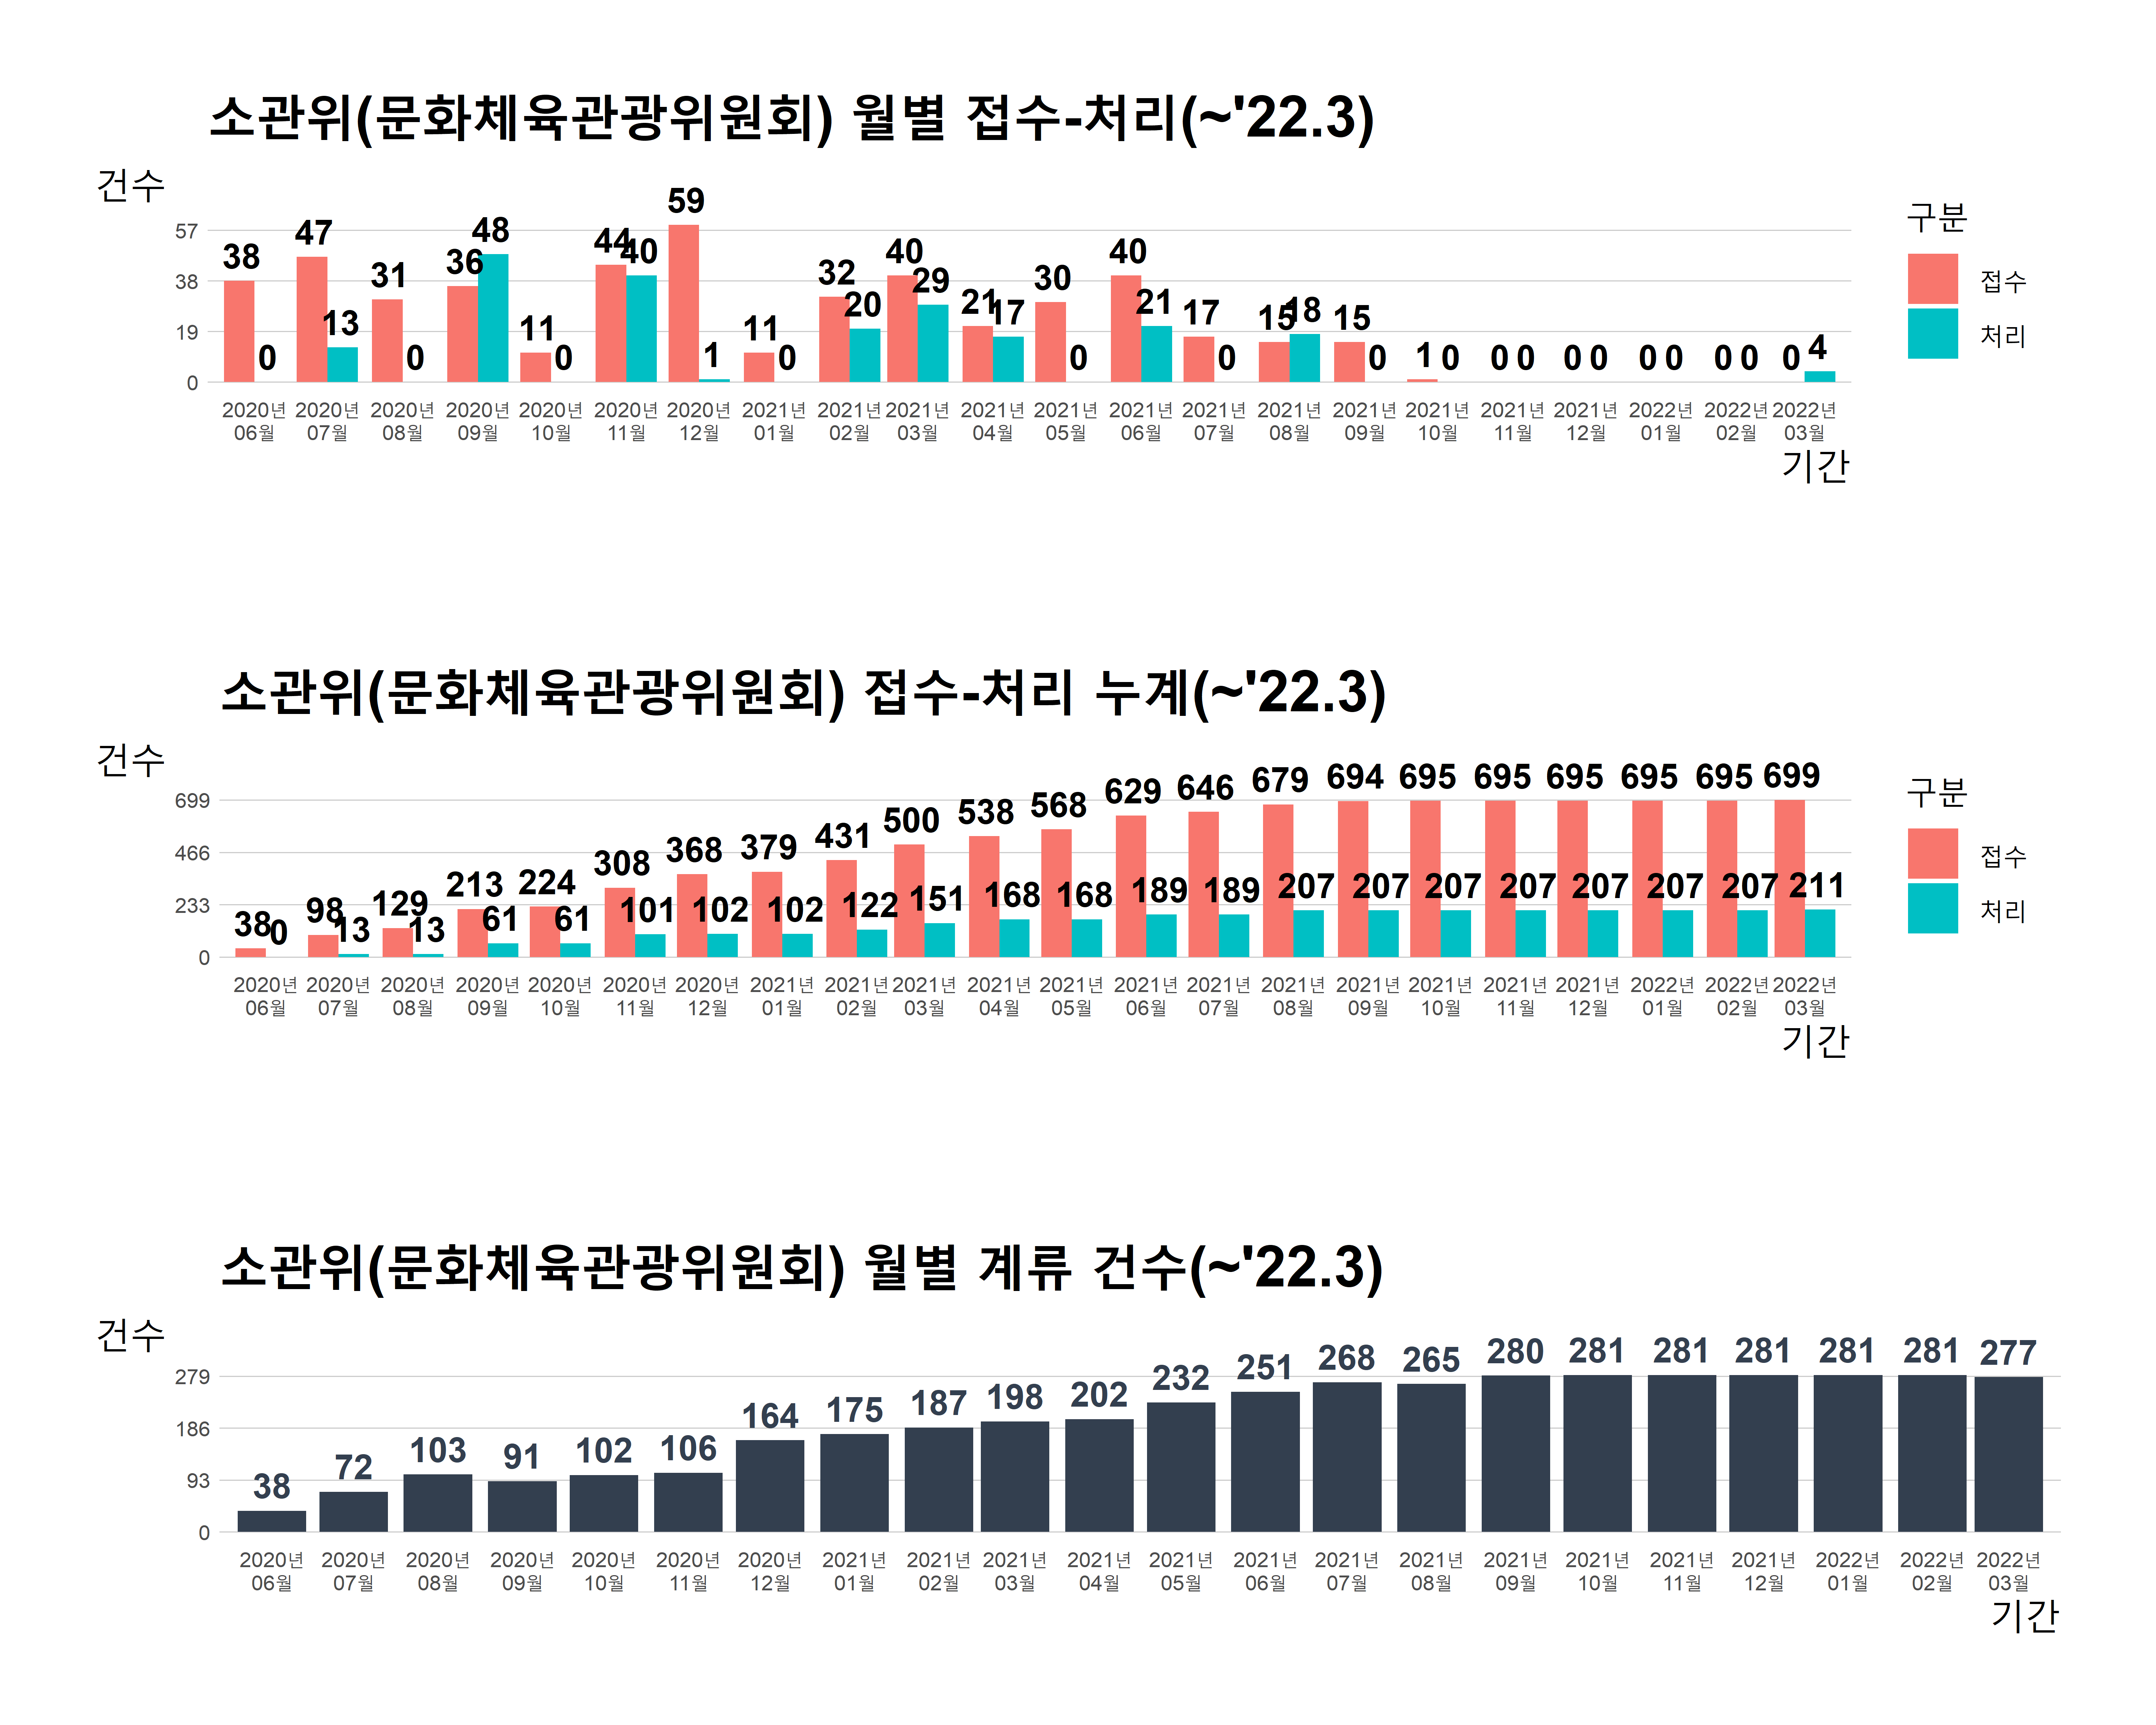 소관위(문화체육관광위원회) 월별 접수-처리(~'22.3)
건수
57
38
19
0
38 0 47 13 31 0 36 48 11 0 44 40 59 1 11 0 32 20 40 29 21 17 30 0 40 21 17 0 15 18 15 0 1 0 0 0 0 0 0 0 0 0 0 4
2020년 2020년 2020년 2020년 2020년 2020년 2020년 2021년 2021년 2021년 2021년 2021년 2021년 2021년 2021년 2021년 2021년 2021년 2021년 2022년 2022년 2022년
06월 07월 08월 09월 10월 11월 12월 01월 02월 03월 04월 05월 06월 07월 08월 09월 10월 11월 12월 01월 02월 03월
기간
구분
접수
처리
소관위(문화체육관광위원회) 접수-처리 누계(~'22.3)
건수
699
466
233
0
38 0 98 13 129 13 213 61 224 61 308 101 368 102 379 102 431 122 500 151 538 168 568 168 629 189 646 189 679 207 694 207 695 207 695 207 695 207 695 207 695 207 699 211
2020년 2020년 2020년 2020년 2020년 2020년 2020년 2021년 2021년 2021년 2021년 2021년 2021년 2021년 2021년 2021년 2021년 2021년 2021년 2022년 2022년 2022년
06월 07월 08월 09월 10월 11월 12월 01월 02월 03월 04월 05월 06월 07월 08월 09월 10월 11월 12월 01월 02월 03월
기간
구분
접수
처리
소관위(문화체육관광위원회) 월별 계류 건수(~'22.3)
건수
279
186
93
0
38 72 103 91 102 106 164 175 187 198 202 232 251 268 265 280 281 281 281 281 281 277
2020년 2020년 2020년 2020년 2020년 2020년 2020년 2021년 2021년 2021년 2021년 2021년 2021년 2021년 2021년 2021년 2021년 2021년 2021년 2022년 2022년 2022년
06월 07월 08월 09월 10월 11월 12월 01월 02월 03월 04월 05월 06월 07월 08월 09월 10월 11월 12월 01월 02월 03월
기간